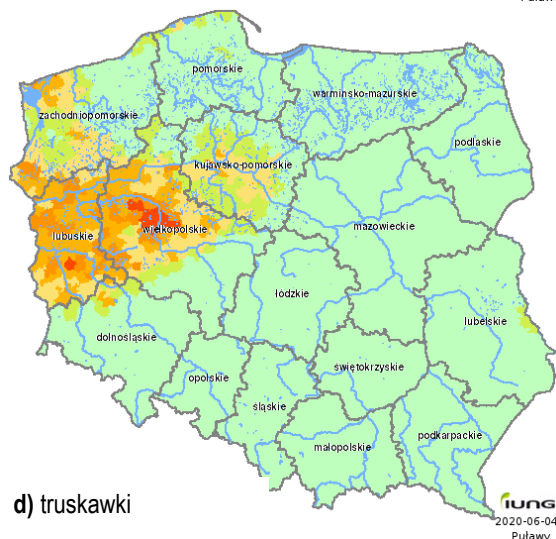 Puławy
pomorskie
warmińsko-mazurskie
zachodniopomorskie
podlaskie
kujawsko-pomorskie
mazowieckie
lubuskie
wielkopolskie
łódzkie
lubelskie
dolnośląskie
świętokrzyskie
opolskie
śląskie
podkarpackie
małopolskie
d) truskawki
IUNG
2020-06-04
Puławy